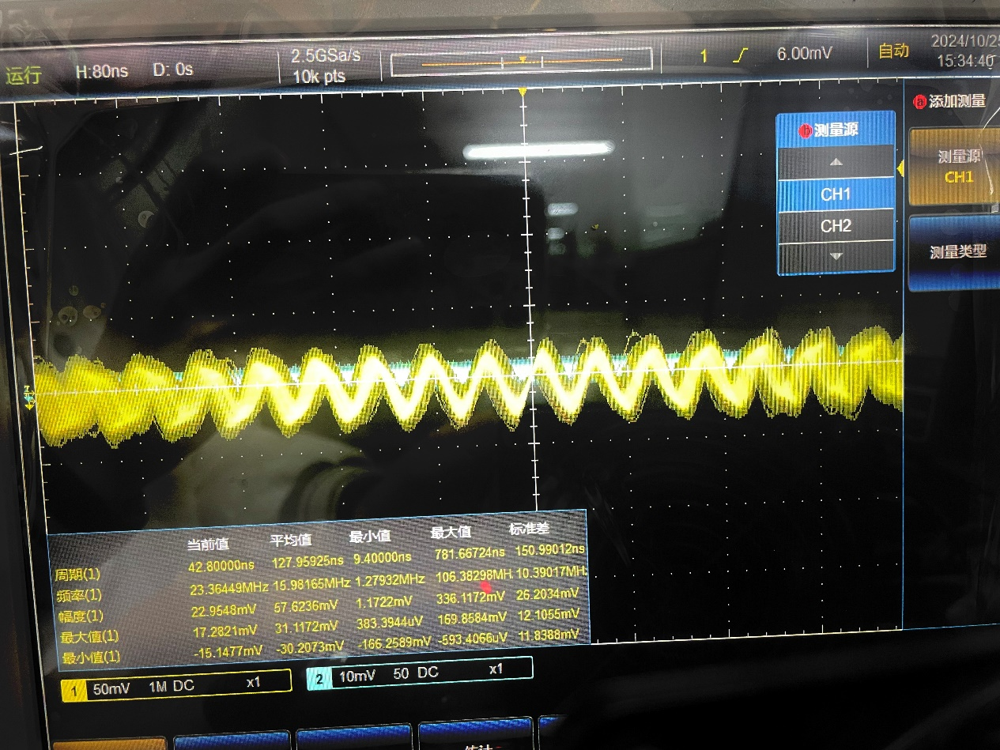 运行 H:80ns D: 0s 2.5GSa/s 10k pts 1 6.00mV 自动 2024/10/25 15:34:40
a 添加测量
b 测量源
测量源
CH1
CH1
CH2
测量类型
当前值 平均值 最小值 最大值 标准差
周期(1) 42.80000ns 127.95925ns 9.40000ns 781.66724ns 150.99012ns
频率(1) 23.36449MHz 15.98165MHz 1.27932MHz 106.38298MH 10.39017MH
幅度(1) 22.9548mV 57.6236mV 1.1722mV 336.1172mV 26.2034mV
最大值(1) 17.2821mV 31.1172mV 383.3944uV 169.8584mV 12.1055mV
最小值(1) -15.1477mV -30.2073mV -166.2589mV -593.4066uV 11.8388mV
1 50mV 1M DC x1 2 10mV 50 DC x1